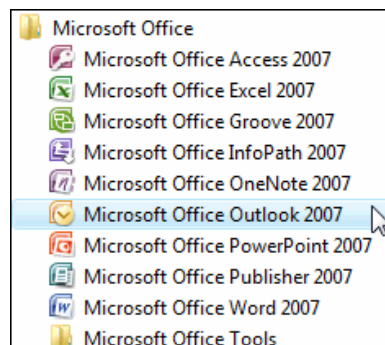 Microsoft Office
Microsoft Office Access 2007
Microsoft Office Excel 2007
Microsoft Office Groove 2007
Microsoft Office InfoPath 2007
Microsoft Office OneNote 2007
Microsoft Office Outlook 2007
Microsoft Office PowerPoint 2007
Microsoft Office Publisher 2007
Microsoft Office Word 2007
Microsoft Office Tools